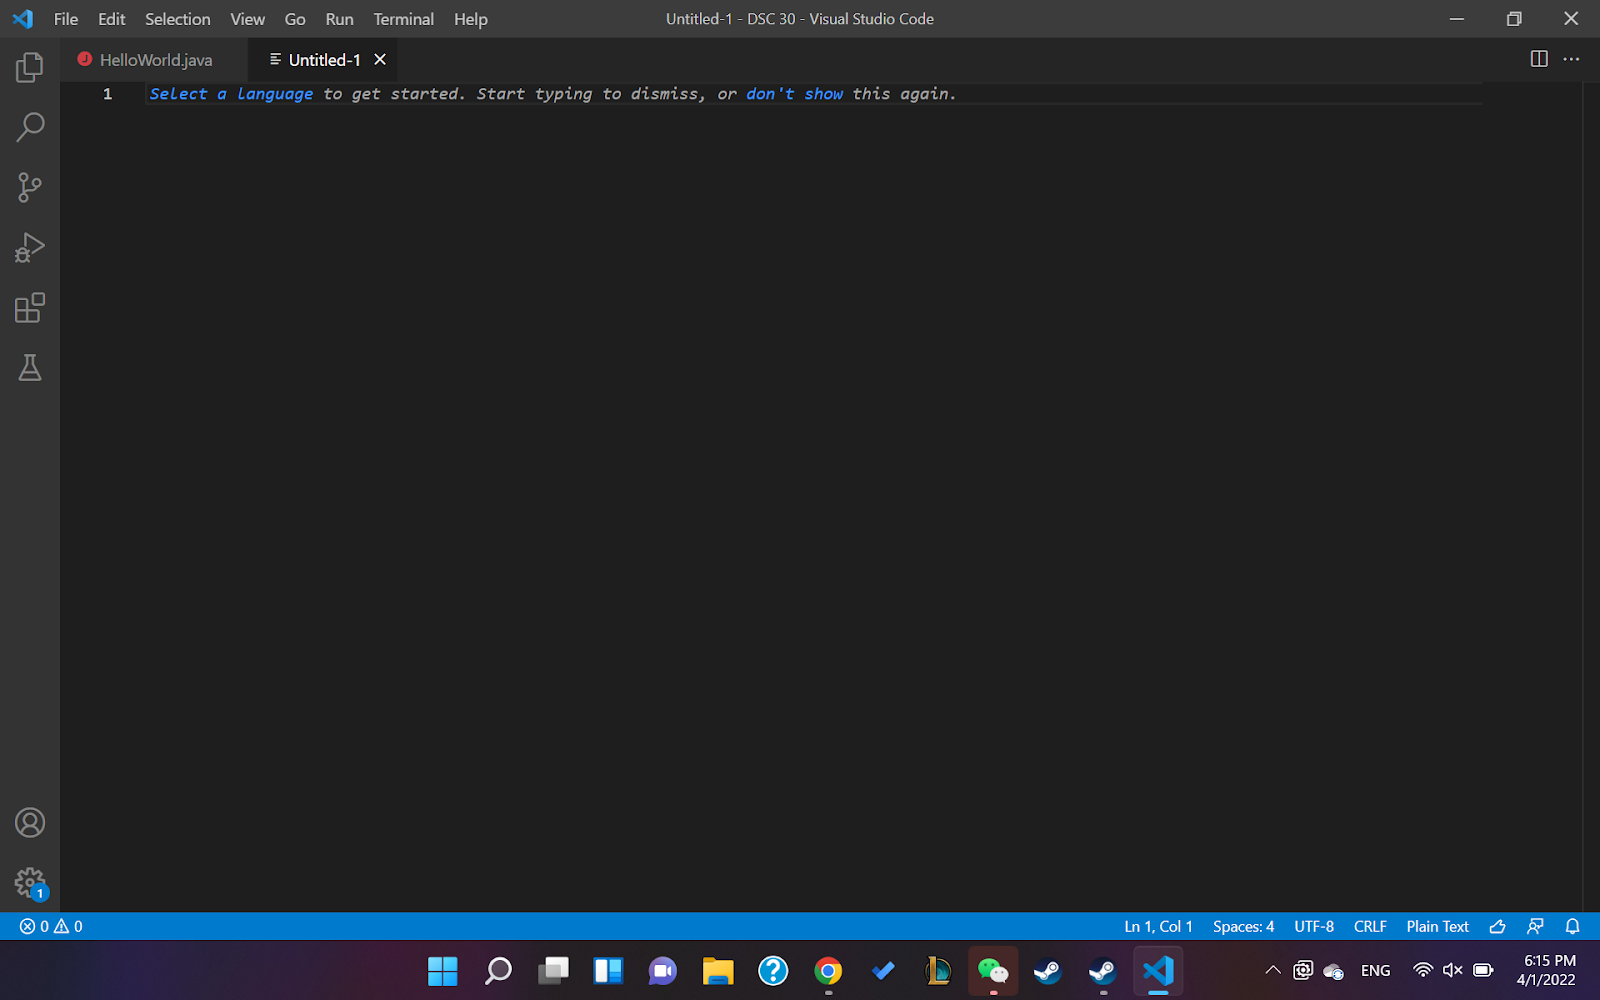 File Edit Selection View Go Run Terminal Help Untitled-1 - DSC 30 - Visual Studio Code
J HelloWorld.java Untitled-1
1 Select a language to get started. Start typing to dismiss, or don't show this again.
1
0 0 Ln 1, Col 1 Spaces: 4 UTF-8 CRLF Plain Text
ENG 6:15 PM
4/1/2022